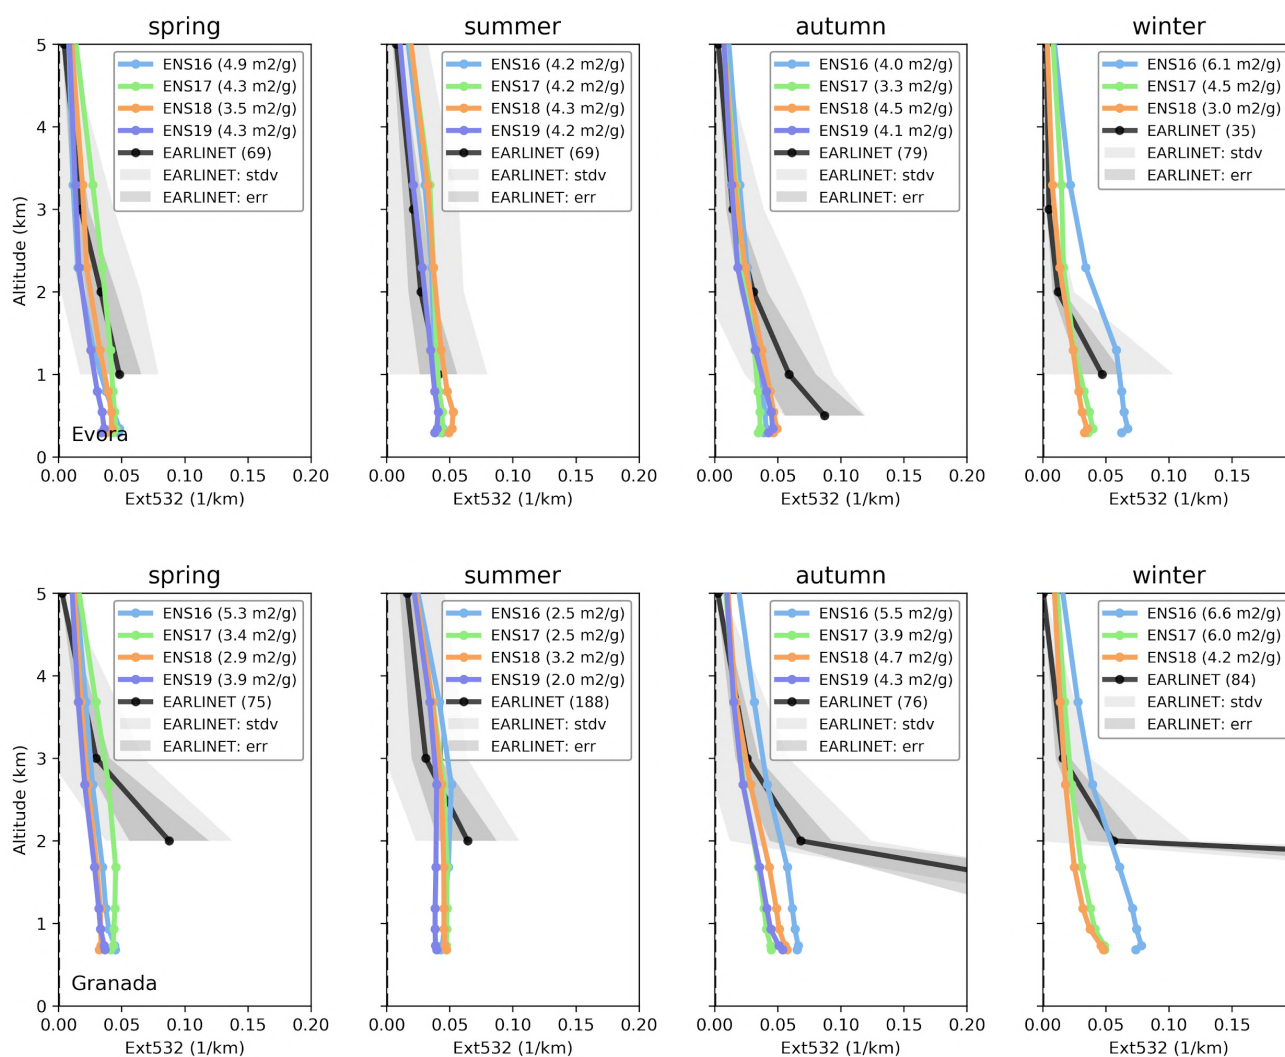 spring
summer
autumn
winter
ENS16 (4.9 m2/g)
ENS17 (4.3 m2/g)
ENS18 (3.5 m2/g)
ENS19 (4.3 m2/g)
EARLINET (69)
EARLINET: stdv
EARLINET: err
ENS16 (4.2 m2/g)
ENS17 (4.2 m2/g)
ENS18 (4.3 m2/g)
ENS19 (4.2 m2/g)
EARLINET (69)
EARLINET: stdv
EARLINET: err
ENS16 (4.0 m2/g)
ENS17 (3.3 m2/g)
ENS18 (4.5 m2/g)
ENS19 (4.1 m2/g)
EARLINET (79)
EARLINET: stdv
EARLINET: err
ENS16 (6.1 m2/g)
ENS17 (4.5 m2/g)
ENS18 (3.0 m2/g)
EARLINET (35)
EARLINET: stdv
EARLINET: err
Altitude (km)
5
4
3
2
1
0
Evora
0.00 0.05 0.10 0.15 0.20
0.00 0.05 0.10 0.15 0.20
0.00 0.05 0.10 0.15 0.20
0.00 0.05 0.10 0.15
Ext532 (1/km)
Ext532 (1/km)
Ext532 (1/km)
Ext532 (1/km)
spring
summer
autumn
winter
ENS16 (5.3 m2/g)
ENS17 (3.4 m2/g)
ENS18 (2.9 m2/g)
ENS19 (3.9 m2/g)
EARLINET (75)
EARLINET: stdv
EARLINET: err
ENS16 (2.5 m2/g)
ENS17 (2.5 m2/g)
ENS18 (3.2 m2/g)
ENS19 (2.0 m2/g)
EARLINET (188)
EARLINET: stdv
EARLINET: err
ENS16 (5.5 m2/g)
ENS17 (3.9 m2/g)
ENS18 (4.7 m2/g)
ENS19 (4.3 m2/g)
EARLINET (76)
EARLINET: stdv
EARLINET: err
ENS16 (6.6 m2/g)
ENS17 (6.0 m2/g)
ENS18 (4.2 m2/g)
EARLINET (84)
EARLINET: stdv
EARLINET: err
Altitude (km)
5
4
3
2
1
0
Granada
0.00 0.05 0.10 0.15 0.20
0.00 0.05 0.10 0.15 0.20
0.00 0.05 0.10 0.15 0.20
0.00 0.05 0.10 0.15
Ext532 (1/km)
Ext532 (1/km)
Ext532 (1/km)
Ext532 (1/km)